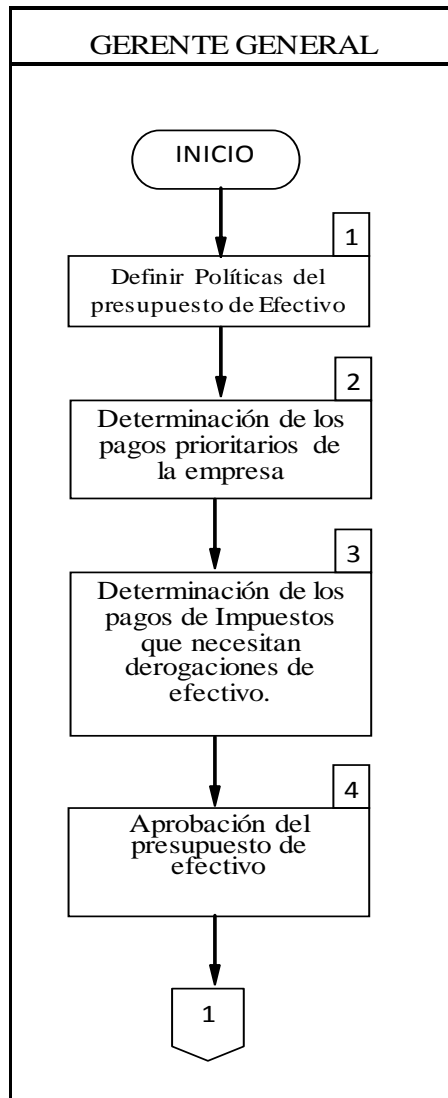 GERENTE GENERAL
INICIO
1
Definir Políticas del
presupuesto de Efectivo
2
Determinación de los
pagos prioritarios de
la empresa
3
Determinación de los
pagos de Impuestos
que necesitan
derogaciones de
efectivo.
4
Aprobación del
presupuesto de
efectivo
1